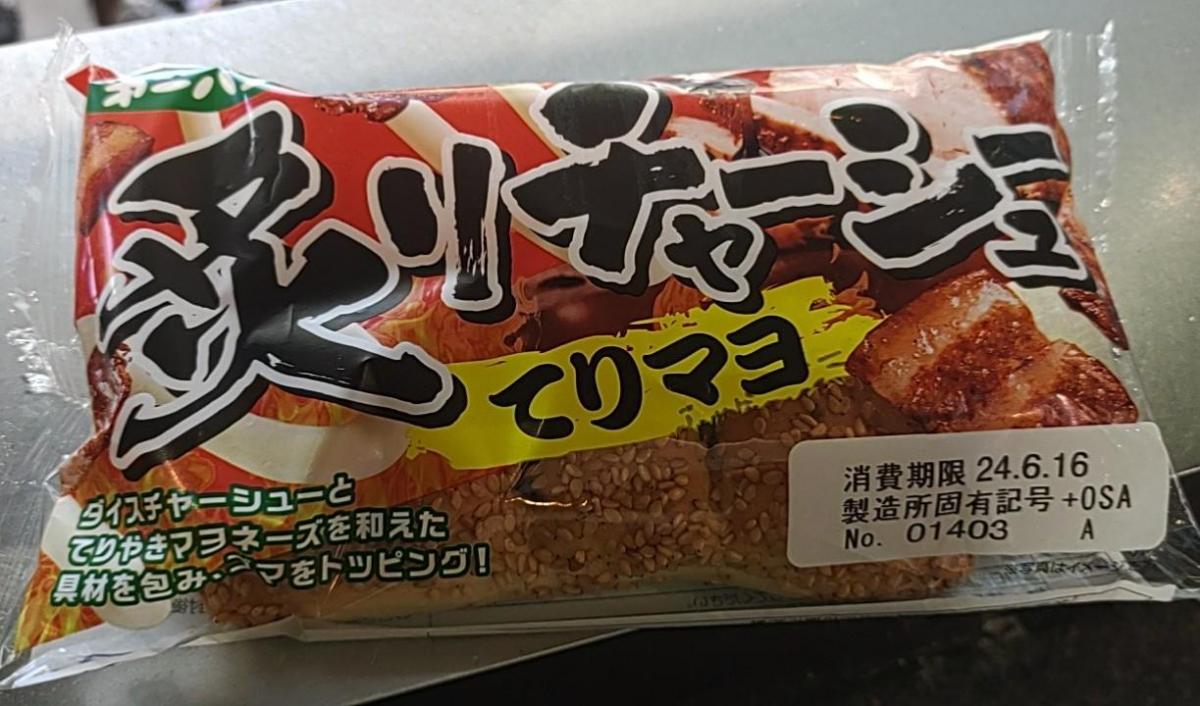 炙りチャーシュー
てりマヨ
ダイスチャーシューと
てりやきマヨネーズを和えた
具材を包み・ゴマをトッピング!
消費期限 24.6.16
製造所固有記号 +OSA
No. 01403 A